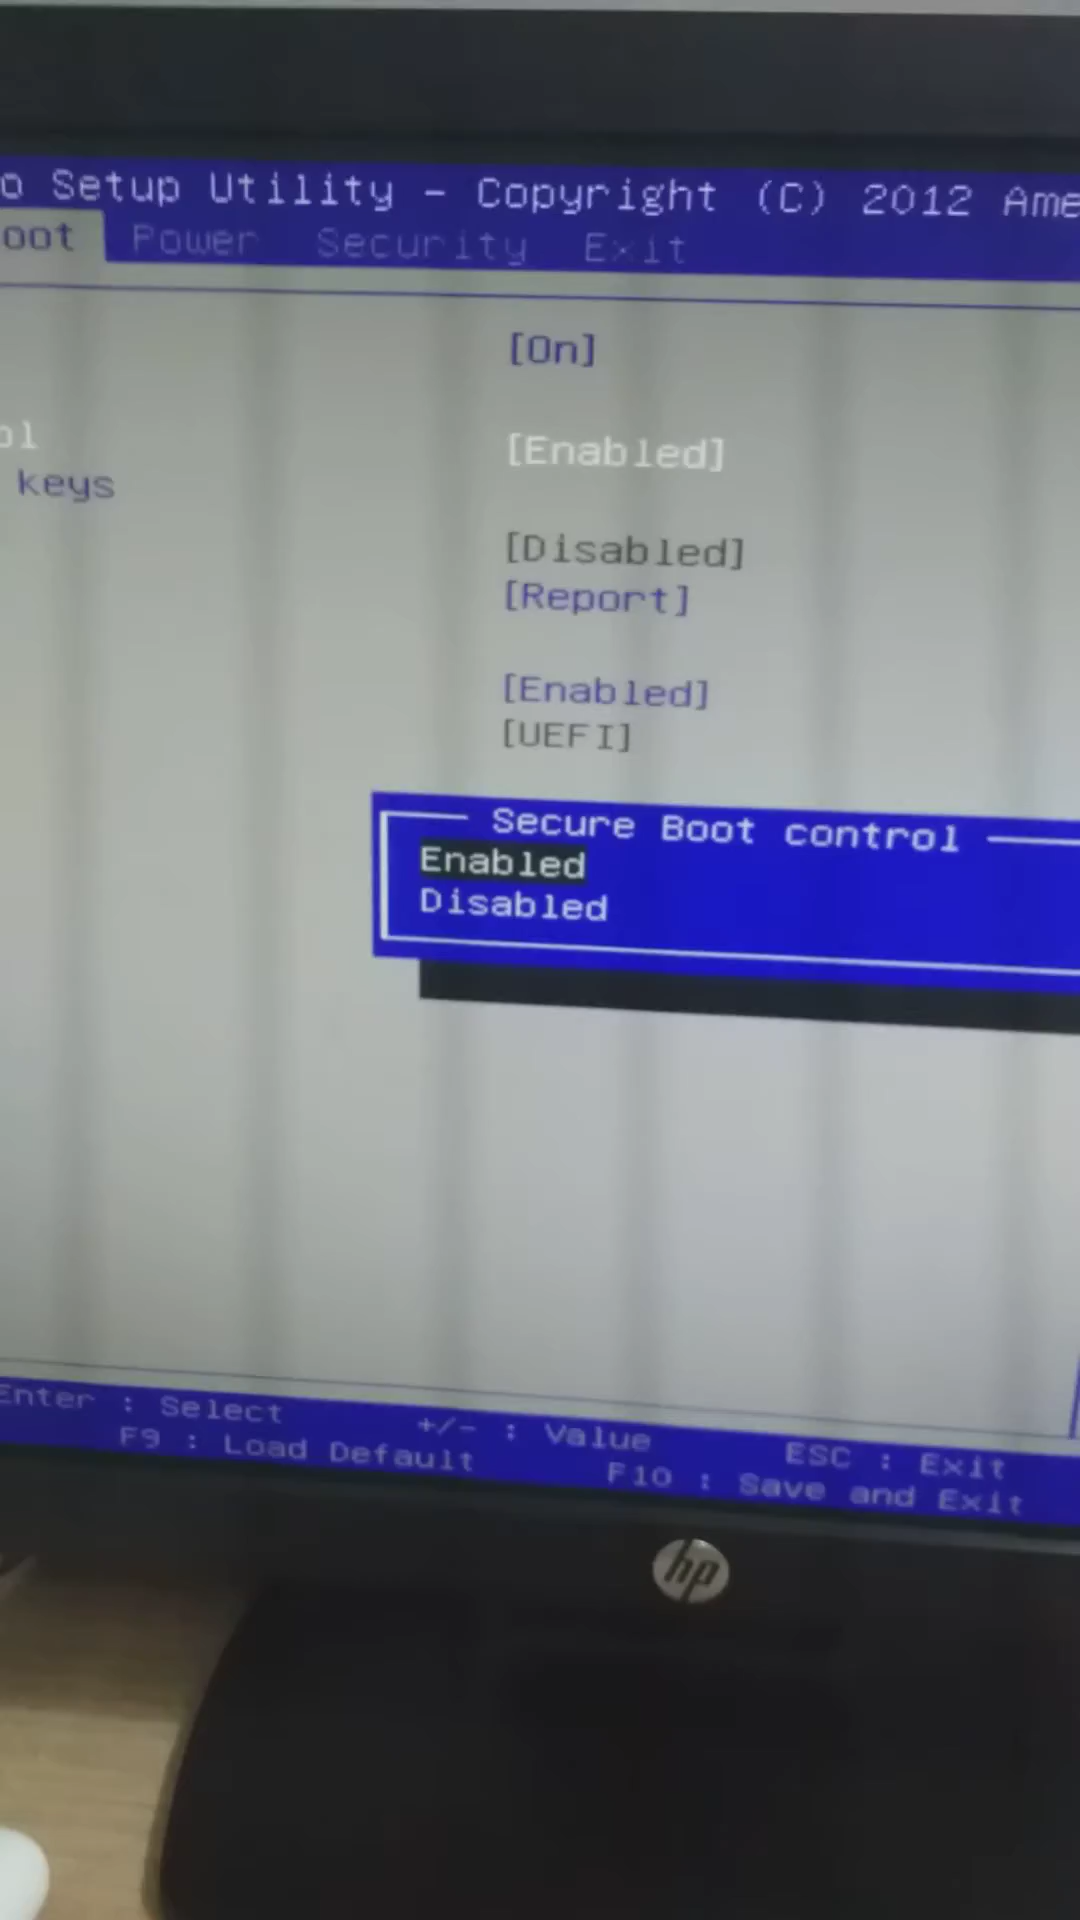 o Setup Utility - Copyright (C) 2012 Ame
oot Power Security Exit
[On]
ol [Enabled]
keys
[Disabled]
[Report]
[Enabled]
[UEFI]
Secure Boot control
Enabled
Disabled
Enter : Select +/- : Value ESC : Exit
F9 : Load Default F10 : Save and Exit
hp